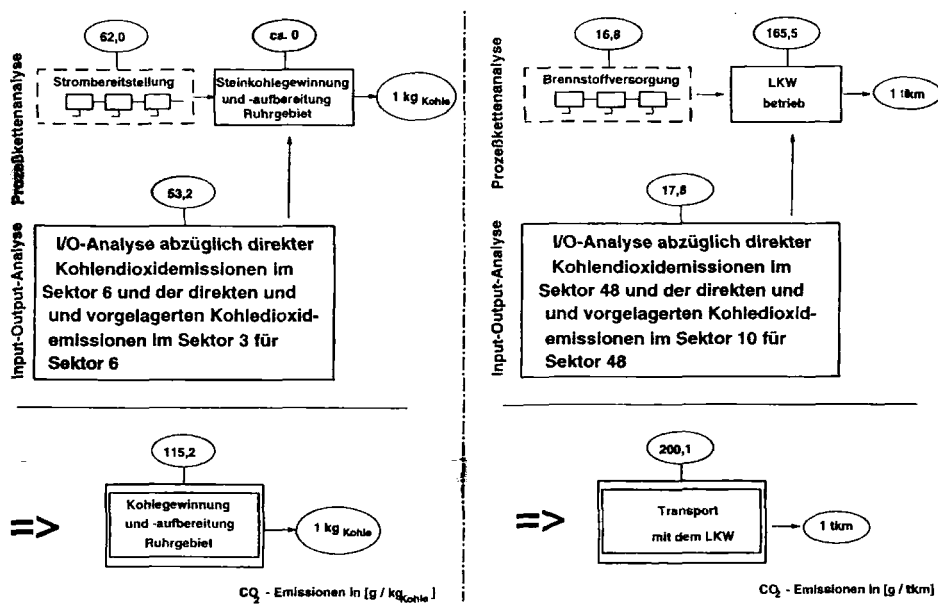 Prozeßkettenanalyse
62,0
ca. 0
Strombereitstellung
Steinkohlegewinnung
und -aufbereitung
Ruhrgebiet
1 kg Kohle
Input-Output-Analyse
53,2
I/O-Analyse abzüglich direkter
Kohlendioxidemissionen im
Sektor 6 und der direkten und
und vorgelagerten Kohledioxid-
emissionen im Sektor 3 für
Sektor 6
=>
115,2
Kohlegewinnung
und -aufbereitung
Ruhrgebiet
1 kg Kohle
CO2 - Emissionen in [g / kg Kohle ]
Prozeßkettenanalyse
16,8
165,5
Brennstoffversorgung
LKW
betrieb
1 tkm
Input-Output-Analyse
17,8
I/O-Analyse abzüglich direkter
Kohlendioxidemissionen im
Sektor 48 und der direkten und
und vorgelagerten Kohledioxid-
emissionen im Sektor 10 für
Sektor 48
=>
200,1
Transport
mit dem LKW
1 tkm
CO2 - Emissionen in [g / tkm]